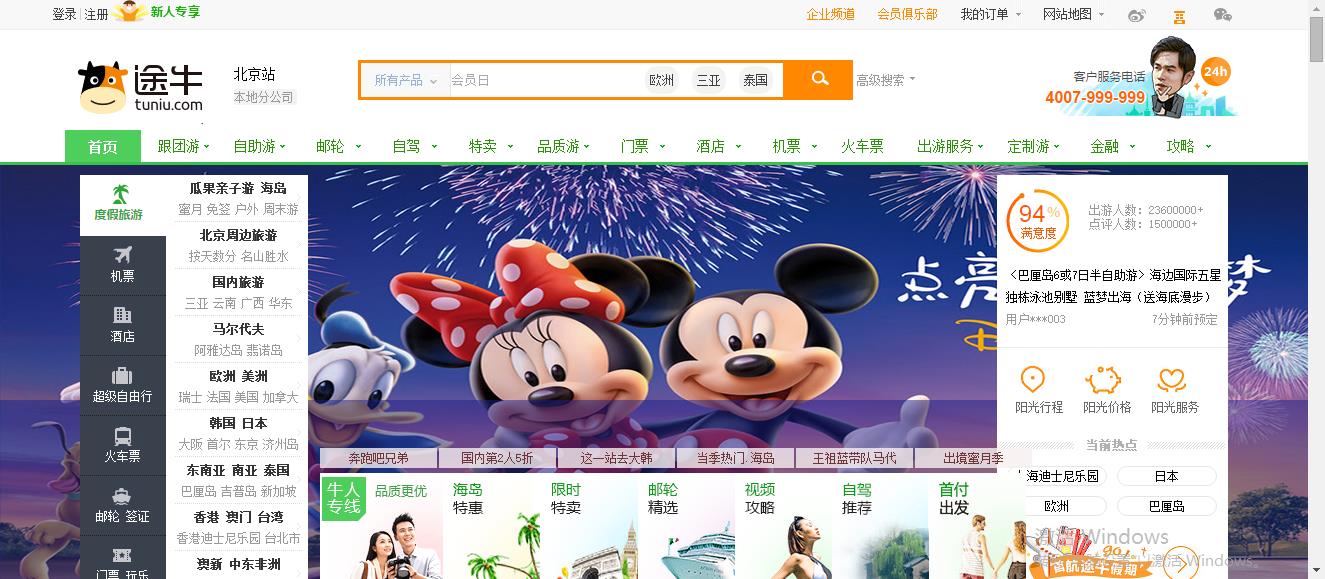 登录 注册 新人专享 企业频道 会员俱乐部 我的订单 网站地图
途牛
tuniu.com
北京站
本地分公司
所有产品 会员日 欧洲 三亚 泰国 高级搜索
客户服务电话
4007-999-999
24h
首页 跟团游 自助游 邮轮 自驾 特卖 品质游 门票 酒店 机票 火车票 出游服务 定制游 金融 攻略
度假旅游
机票
酒店
超级自由行
火车票
邮轮 签证
门票 玩乐
瓜果亲子游 海岛
蜜月 免签 户外 周末游
北京周边旅游
按天数分 名山胜水
国内旅游
三亚 云南 广西 华东
马尔代夫
阿雅达岛 翡诺岛
欧洲 美洲
瑞士 法国 美国 加拿大
韩国 日本
大阪 首尔 东京 济州岛
东南亚 南亚 泰国
巴厘岛 吉普岛 新加坡
香港 澳门 台湾
香港迪士尼乐园 台北市
澳新 中东非洲
点亮
梦
奔跑吧兄弟 国内第2人5折 这一站去大韩 当季热门.海岛 王祖蓝带队马代 出境蜜月季
牛人
专线
品质更优
海岛
特惠
限时
特卖
邮轮
精选
视频
攻略
自驾
推荐
首付
出发
94%
满意度
出游人数：23600000+
点评人数：1500000+
<巴厘岛6或7日半自助游>海边国际五星
独栋泳池别墅 蓝梦出海（送海底漫步）
用户***003 7分钟前预定
阳光行程 阳光价格 阳光服务
当前热点
海迪士尼乐园 日本
欧洲 巴厘岛
激活 Windows
激活 Windows。
首航途牛假期